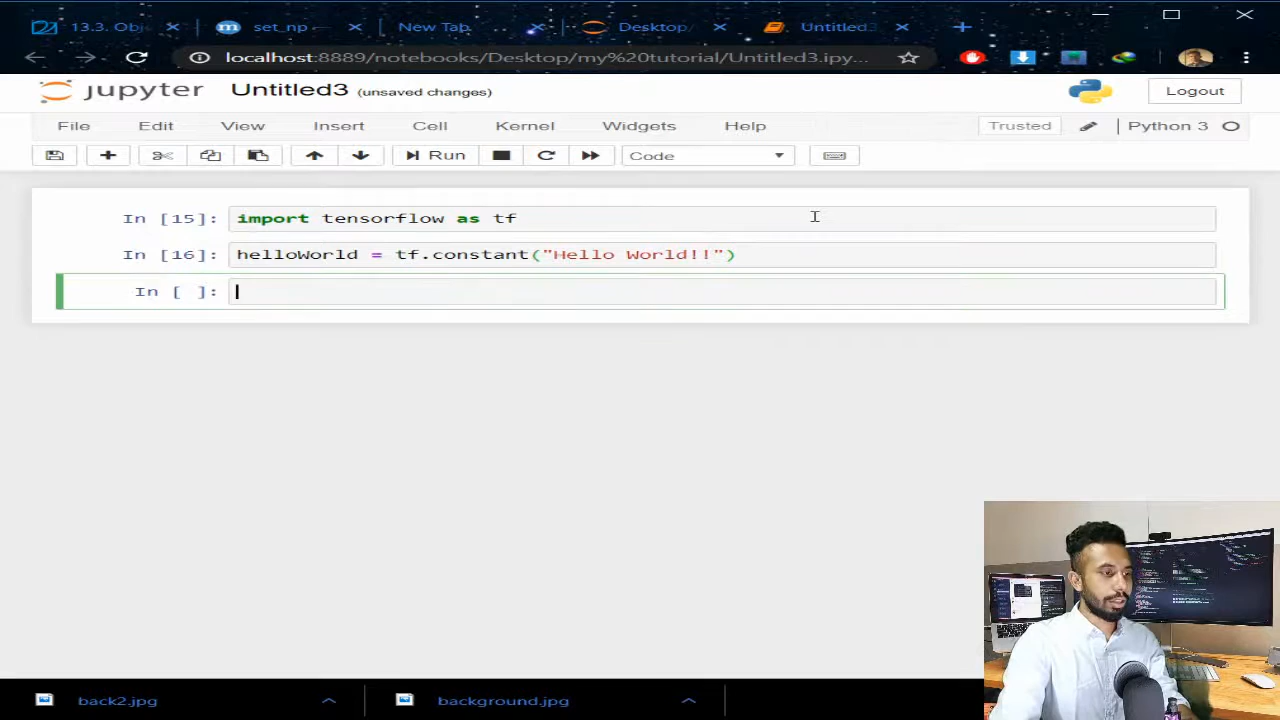 13.3. Obj
set_np —
New Tab
Desktop/
Untitled3.
localhost:8889/notebooks/Desktop/my%20tutorial/Untitled3.ipy...
jupyter Untitled3 (unsaved changes)
Logout
File Edit View Insert Cell Kernel Widgets Help
Trusted
Python 3
Run
Code
In [15]: import tensorflow as tf
In [16]: helloWorld = tf.constant("Hello World!!")
In [ ]:
back2.jpg
background.jpg